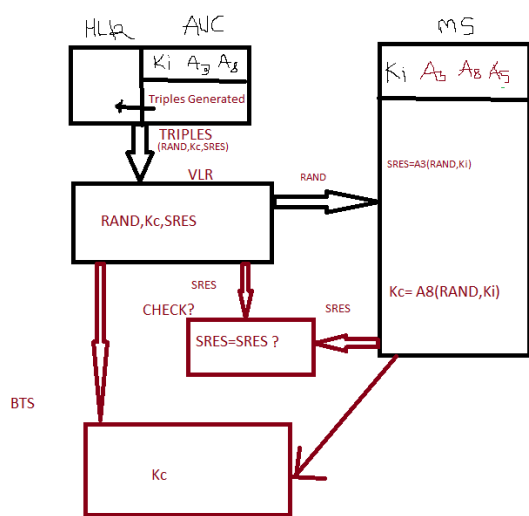 HLR AUC MS
Ki A3 A8
Ki A3 A8 A5
Triples Generated
TRIPLES
(RAND,Kc,SRES)
VLR
RAND
SRES=A3(RAND,Ki)
RAND,Kc,SRES
SRES
CHECK?
Kc= A8(RAND,Ki)
SRES
SRES=SRES ?
BTS
Kc